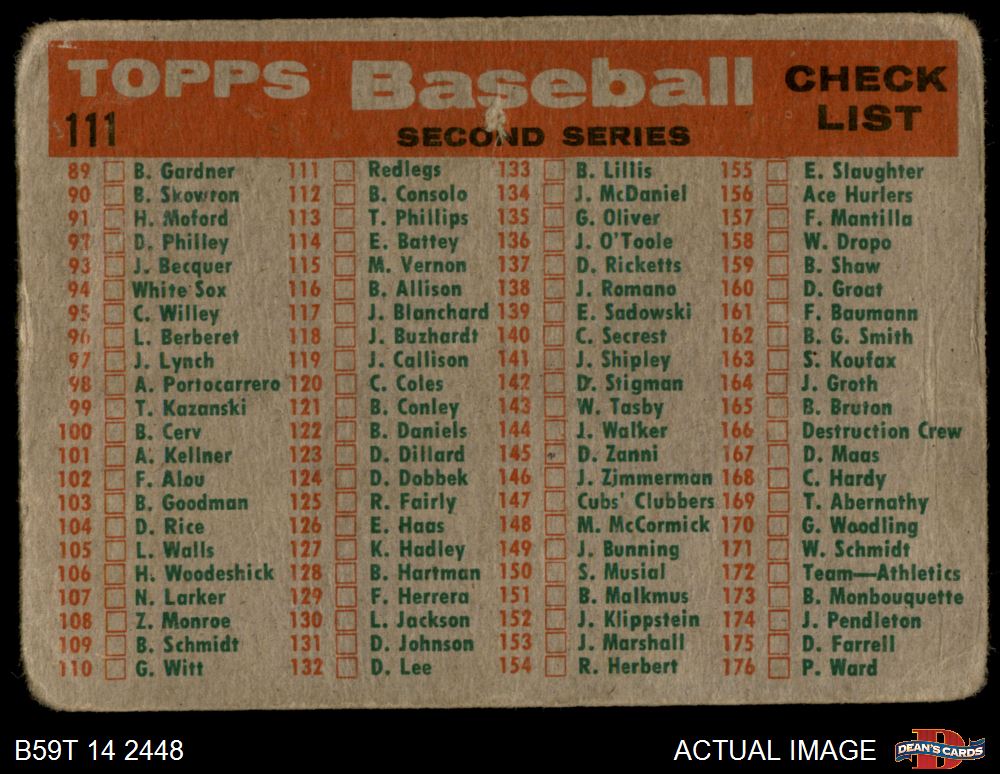 TOPPS Baseball CHECK LIST
111 SECOND SERIES
89 B. Gardner
90 B. Skowron
91 H. Moford
92 D. Philley
93 J. Becquer
94 White Sox
95 C. Willey
96 L. Berberet
97 J. Lynch
98 A. Portocarrero
99 T. Kazanski
100 B. Cerv
101 A. Kellner
102 F. Alou
103 B. Goodman
104 D. Rice
105 L. Walls
106 H. Woodeshick
107 N. Larker
108 Z. Monroe
109 B. Schmidt
110 G. Witt
111 Redlegs
112 B. Consolo
113 T. Phillips
114 E. Battey
115 M. Vernon
116 B. Allison
117 J. Blanchard
118 J. Buzhardt
119 J. Callison
120 C. Coles
121 B. Conley
122 B. Daniels
123 D. Dillard
124 D. Dobbek
125 R. Fairly
126 E. Haas
127 K. Hadley
128 B. Hartman
129 F. Herrera
130 L. Jackson
131 D. Johnson
132 D. Lee
133 B. Lillis
134 J. McDaniel
135 G. Oliver
136 J. O'Toole
137 D. Ricketts
138 J. Romano
139 E. Sadowski
140 C. Secrest
141 J. Shipley
142 D. Stigman
143 W. Tasby
144 J. Walker
145 D. Zanni
146 J. Zimmerman
147 Cubs' Clubbers
148 M. McCormick
149 J. Bunning
150 S. Musial
151 B. Malkmus
152 J. Klippstein
153 J. Marshall
154 R. Herbert
155 E. Slaughter
156 Ace Hurlers
157 F. Mantilla
158 W. Dropo
159 B. Shaw
160 D. Groat
161 F. Baumann
162 B. G. Smith
163 S. Koufax
164 J. Groth
165 B. Bruton
166 Destruction Crew
167 D. Maas
168 C. Hardy
169 T. Abernathy
170 G. Woodling
171 W. Schmidt
172 Team—Athletics
173 B. Monbouquette
174 J. Pendleton
175 D. Farrell
176 P. Ward
B59T 14 2448
ACTUAL IMAGE
DEAN'S CARDS